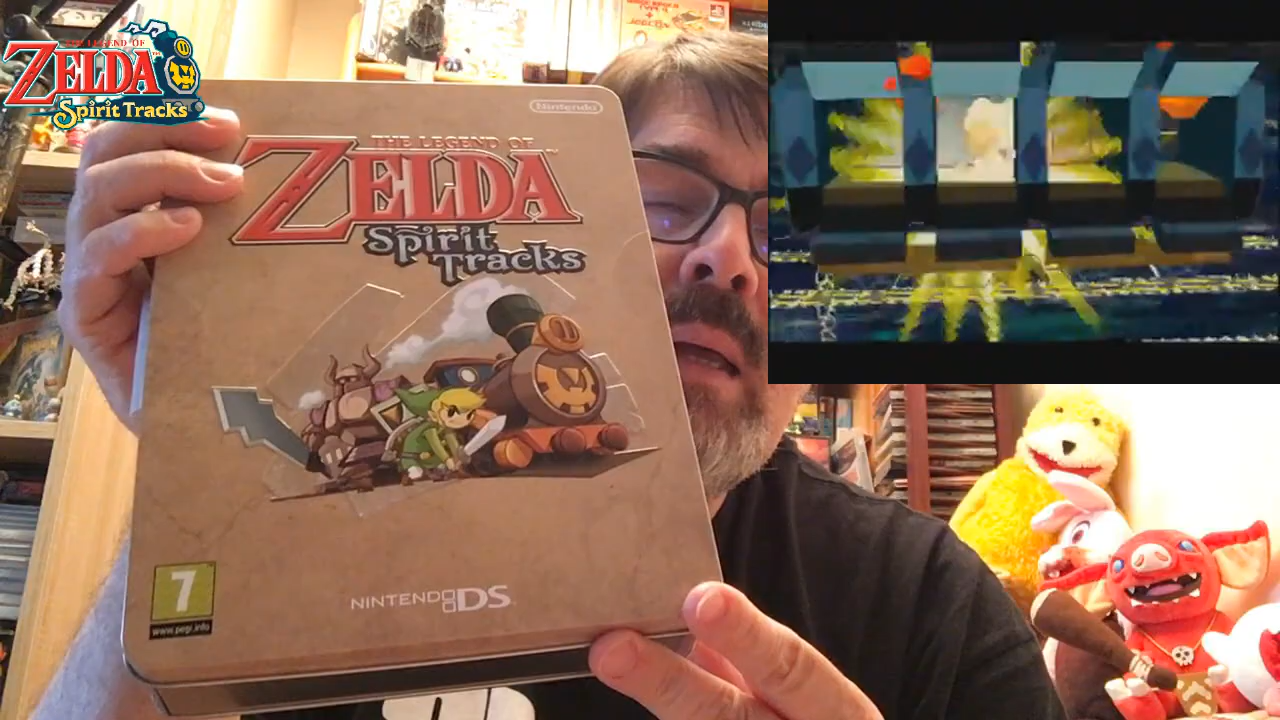 THE LEGEND OF
ZELDA
Spirit Tracks
Nintendo
THE LEGEND OF
ZELDA
Spirit
Tracks
7
www.pegi.info
NINTENDO DS